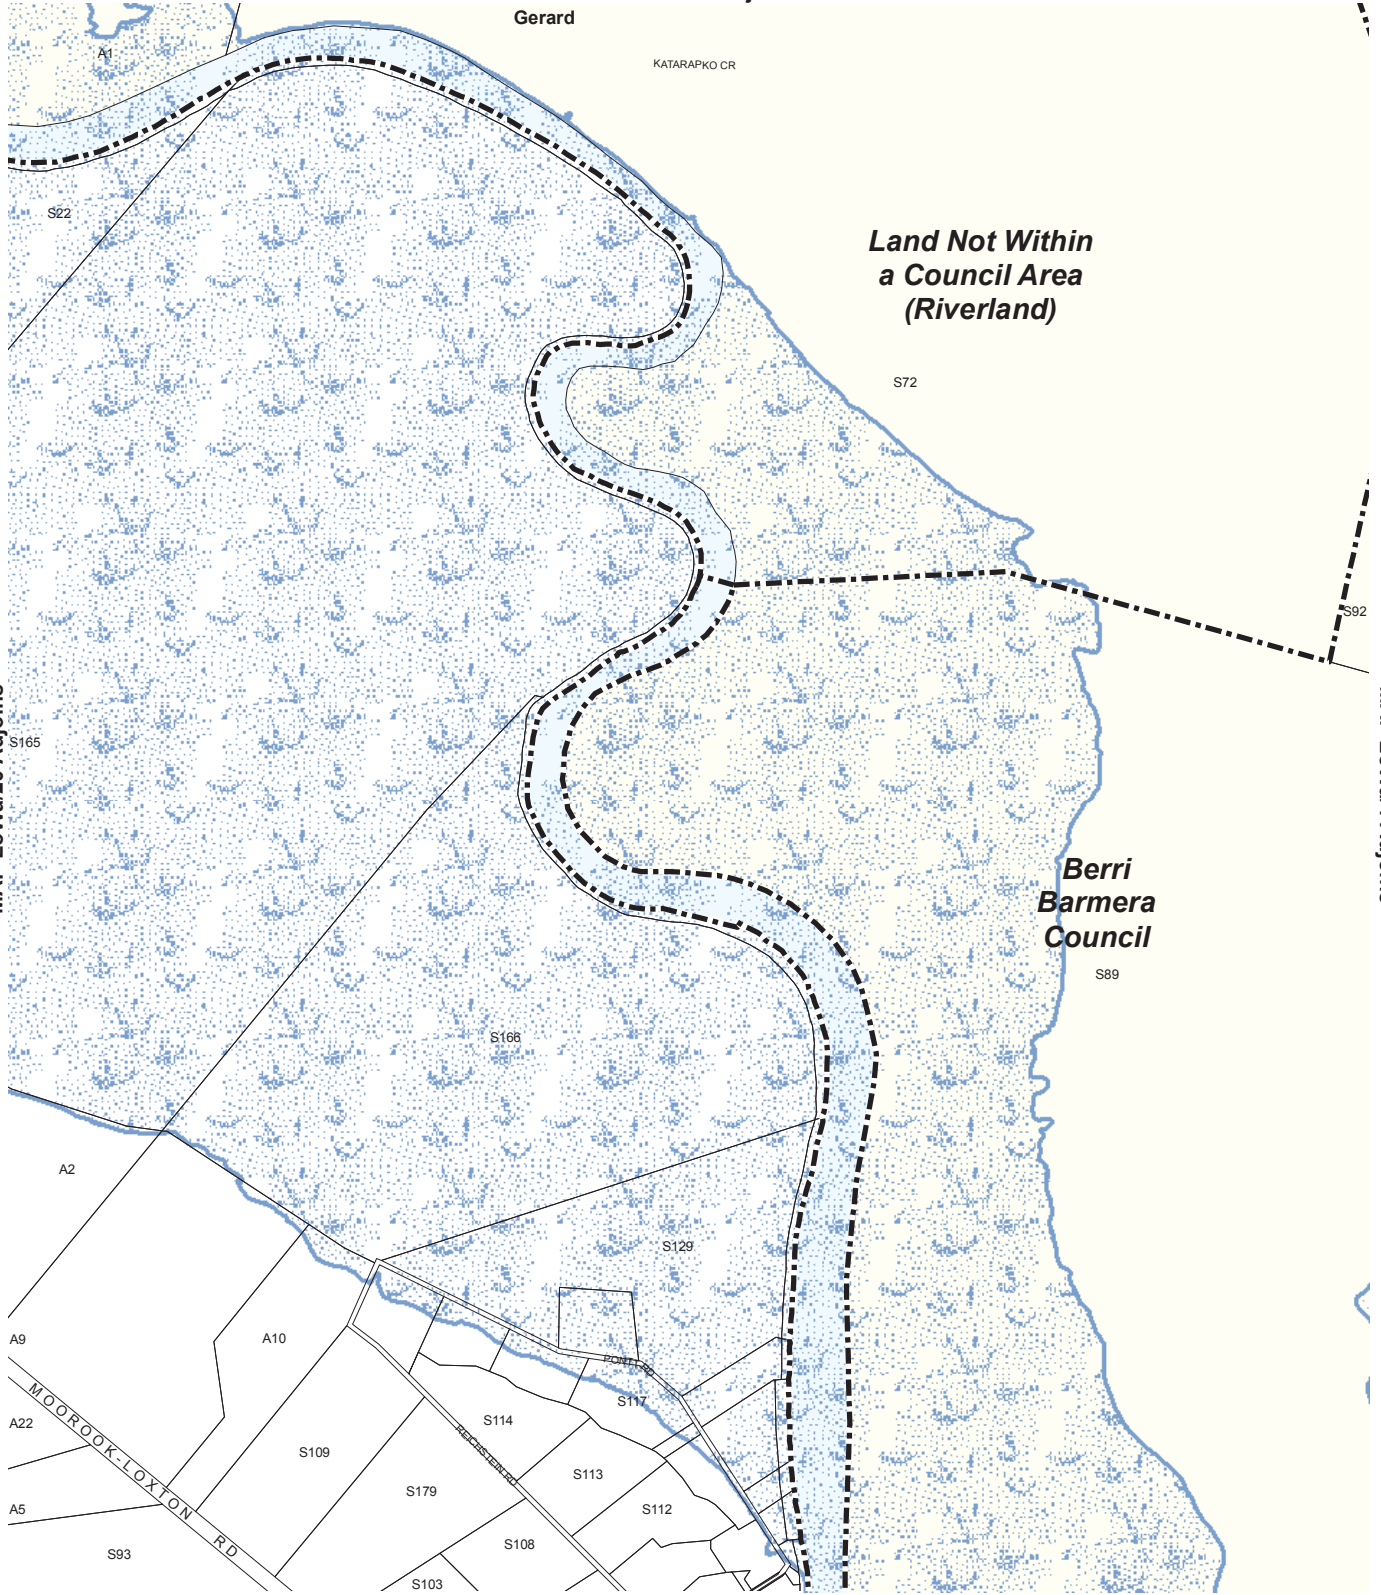 Gerard
A1
KATARAPKO CR
S22
Land Not Within
a Council Area
(Riverland)
S72
S92
S165
Berri
Barmera
Council
S89
S166
A2
S129
A9
A10
PONTT RD
S117
MOOROOK-LOXTON RD
A22
S114
REICHSTEIN RD
S109
S113
S179
S112
A5
S108
S93
S103